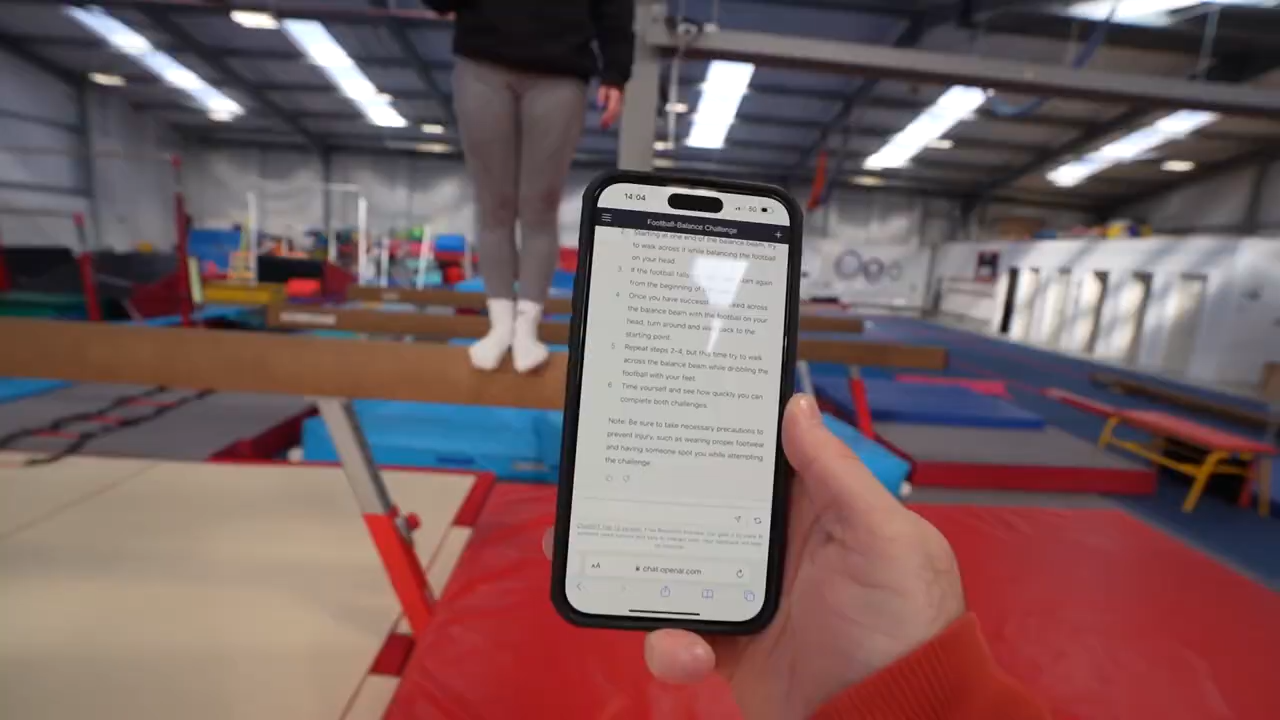 14:04
5G
Football-Balance Challenge
+
2. Starting at one end of the balance beam, try
to walk across it while balancing the football
on your head.
3. If the football falls again
from the beginning of
4. Once you have across
the balance beam with the football on your
head, turn around and back to the
starting point.
5. Repeat steps 2-4, but this time try to walk
across the balance beam while dribbling the
football with your feet.
6. Time yourself and see how quickly you can
complete both challenges.
Note: Be sure to take necessary precautions to
prevent injury, such as wearing proper footwear
and having someone spot you while attempting
the challenge.
AA chat.openai.com